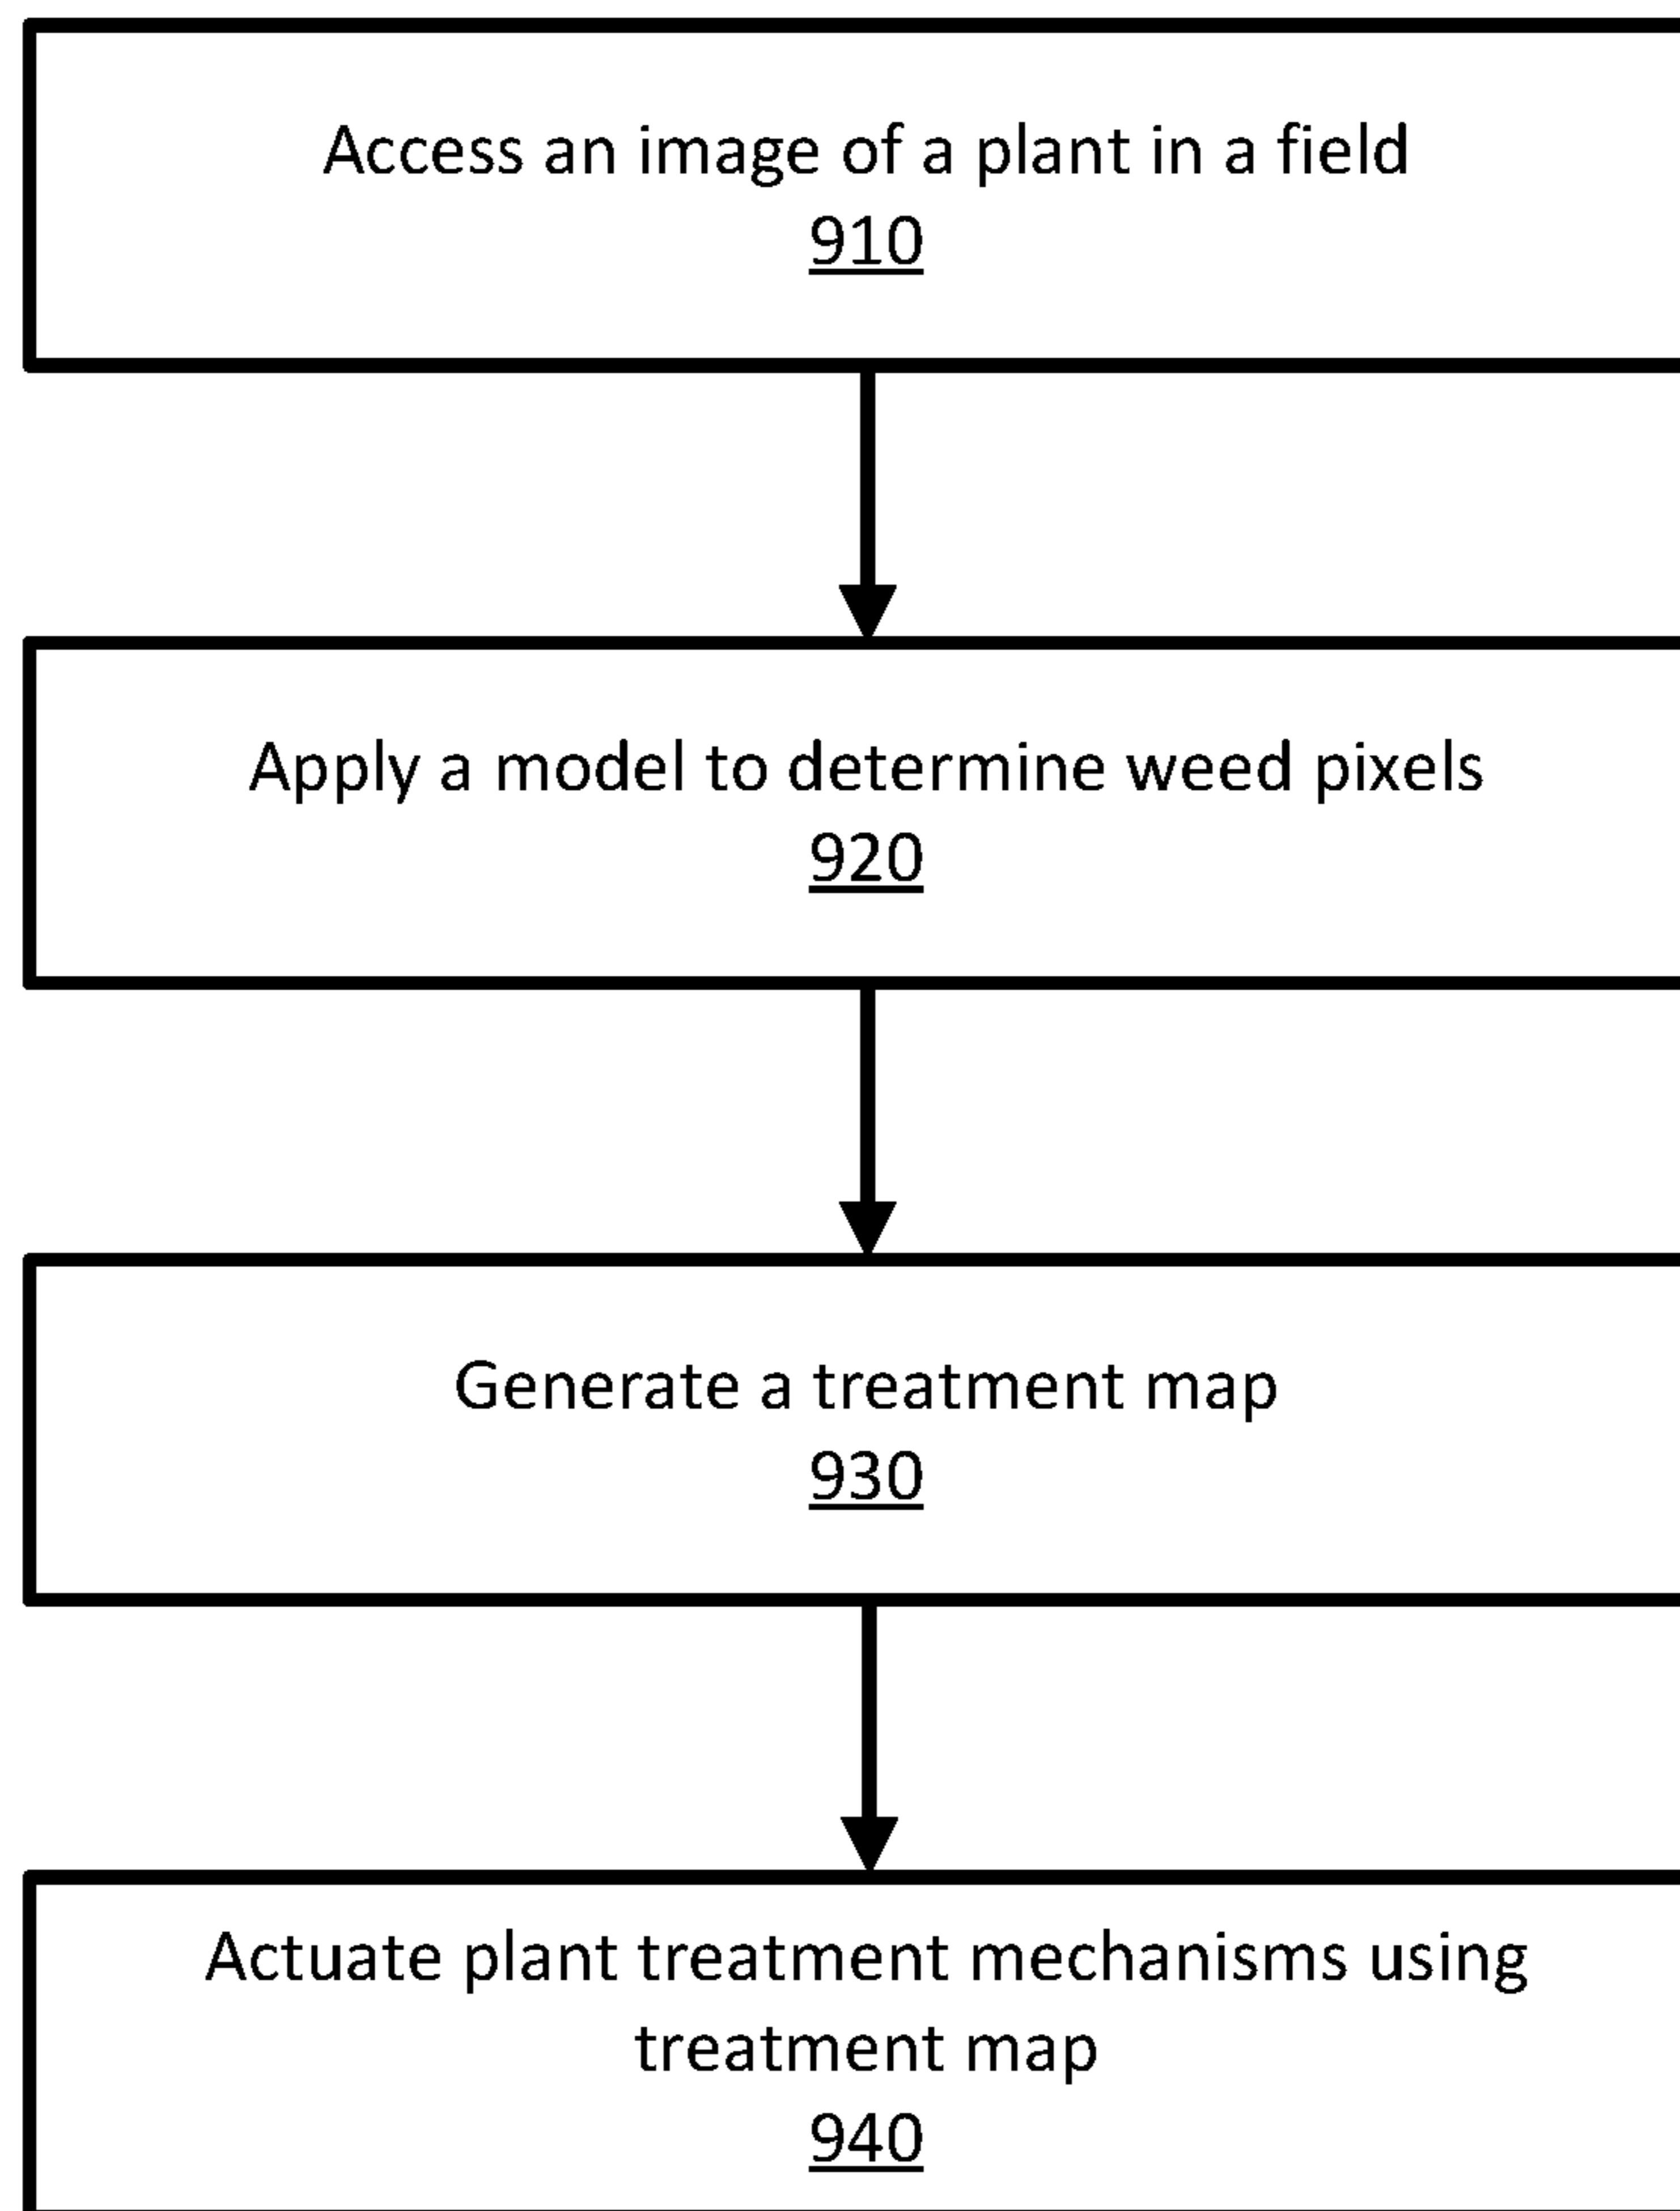 Access an image of a plant in a field
910
Apply a model to determine weed pixels
920
Generate a treatment map
930
Actuate plant treatment mechanisms using
treatment map
940